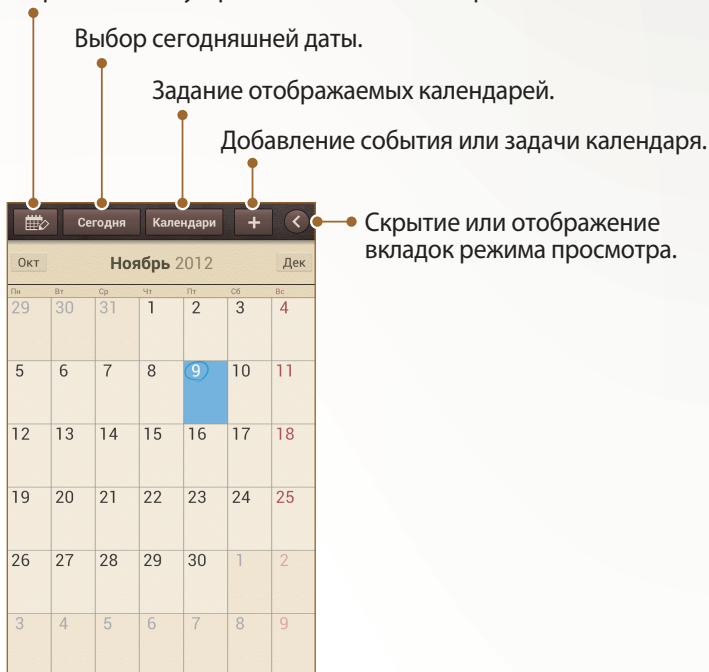 Выбор сегодняшней даты.
Задание отображаемых календарей.
Добавление события или задачи календаря.
Сегодня Календари +
Скрытие или отображение
вкладок режима просмотра.
Окт Ноябрь 2012 Дек
Пн Вт Ср Чт Пт Сб Вс
29 30 31 1 2 3 4
5 6 7 8 9 10 11
12 13 14 15 16 17 18
19 20 21 22 23 24 25
26 27 28 29 30 1 2
3 4 5 6 7 8 9